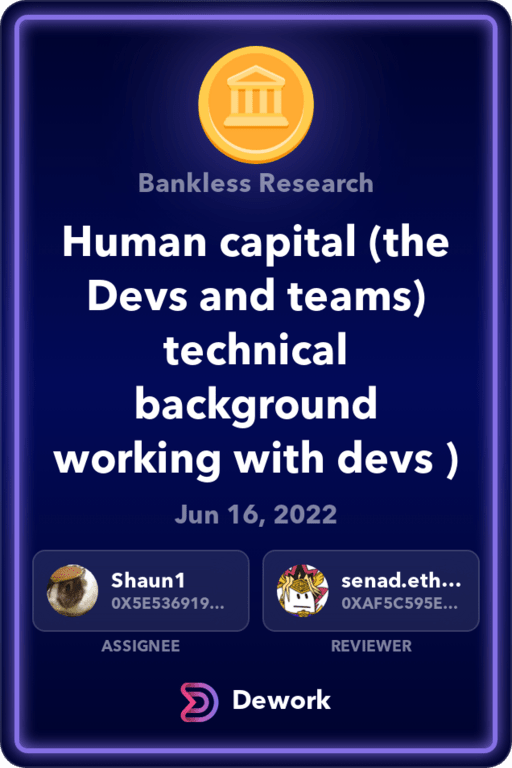 Bankless Research
Human capital (the
Devs and teams)
technical
background
working with devs )
Jun 16, 2022
Shaun1
0X5E536919...
ASSIGNEE
senad.eth...
0XAF5C595E...
REVIEWER
Dework